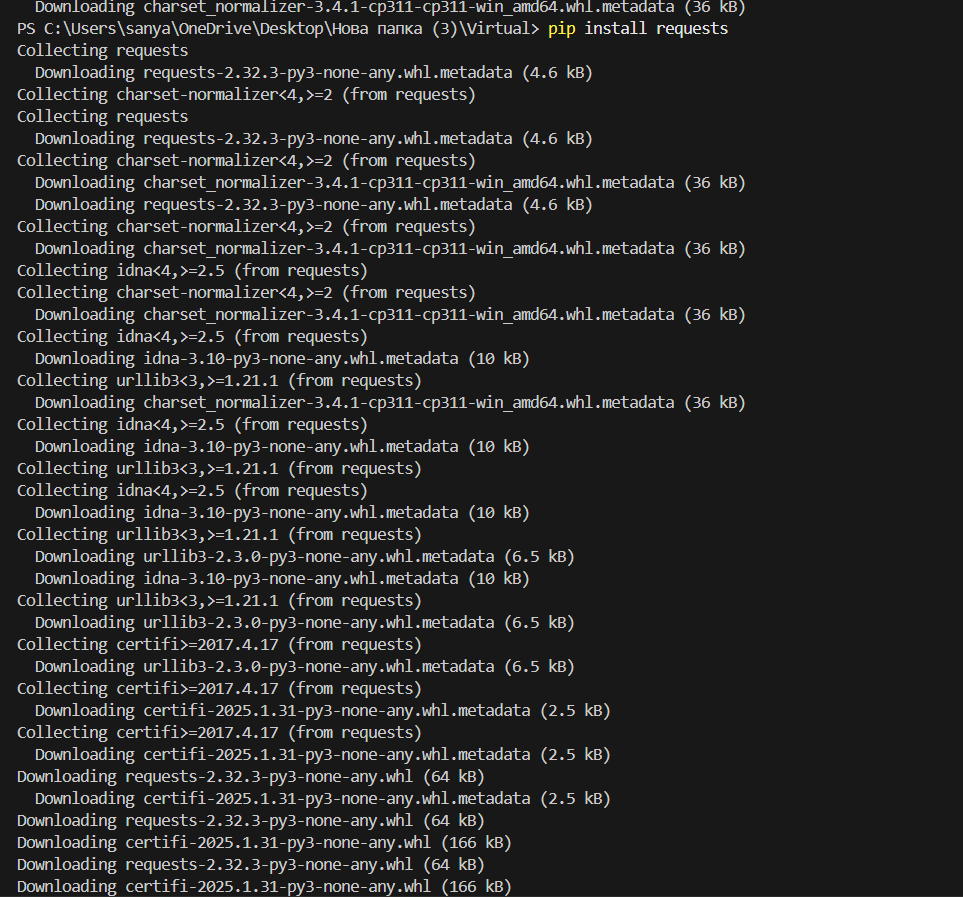 Downloading charset_normalizer-3.4.1-cp311-cp311-win_amd64.whl.metadata (36 kB)
PS C:\Users\sanya\OneDrive\Desktop\Нова папка (3)\Virtual> pip install requests
Collecting requests
Downloading requests-2.32.3-py3-none-any.whl.metadata (4.6 kB)
Collecting charset-normalizer<4,>=2 (from requests)
Collecting requests
Downloading requests-2.32.3-py3-none-any.whl.metadata (4.6 kB)
Collecting charset-normalizer<4,>=2 (from requests)
Downloading charset_normalizer-3.4.1-cp311-cp311-win_amd64.whl.metadata (36 kB)
Downloading requests-2.32.3-py3-none-any.whl.metadata (4.6 kB)
Collecting charset-normalizer<4,>=2 (from requests)
Downloading charset_normalizer-3.4.1-cp311-cp311-win_amd64.whl.metadata (36 kB)
Collecting idna<4,>=2.5 (from requests)
Collecting charset-normalizer<4,>=2 (from requests)
Downloading charset_normalizer-3.4.1-cp311-cp311-win_amd64.whl.metadata (36 kB)
Collecting idna<4,>=2.5 (from requests)
Downloading idna-3.10-py3-none-any.whl.metadata (10 kB)
Collecting urllib3<3,>=1.21.1 (from requests)
Downloading charset_normalizer-3.4.1-cp311-cp311-win_amd64.whl.metadata (36 kB)
Collecting idna<4,>=2.5 (from requests)
Downloading idna-3.10-py3-none-any.whl.metadata (10 kB)
Collecting urllib3<3,>=1.21.1 (from requests)
Collecting idna<4,>=2.5 (from requests)
Downloading idna-3.10-py3-none-any.whl.metadata (10 kB)
Collecting urllib3<3,>=1.21.1 (from requests)
Downloading urllib3-2.3.0-py3-none-any.whl.metadata (6.5 kB)
Downloading idna-3.10-py3-none-any.whl.metadata (10 kB)
Collecting urllib3<3,>=1.21.1 (from requests)
Downloading urllib3-2.3.0-py3-none-any.whl.metadata (6.5 kB)
Collecting certifi>=2017.4.17 (from requests)
Downloading urllib3-2.3.0-py3-none-any.whl.metadata (6.5 kB)
Collecting certifi>=2017.4.17 (from requests)
Downloading certifi-2025.1.31-py3-none-any.whl.metadata (2.5 kB)
Collecting certifi>=2017.4.17 (from requests)
Downloading certifi-2025.1.31-py3-none-any.whl.metadata (2.5 kB)
Downloading requests-2.32.3-py3-none-any.whl (64 kB)
Downloading certifi-2025.1.31-py3-none-any.whl.metadata (2.5 kB)
Downloading requests-2.32.3-py3-none-any.whl (64 kB)
Downloading certifi-2025.1.31-py3-none-any.whl (166 kB)
Downloading requests-2.32.3-py3-none-any.whl (64 kB)
Downloading certifi-2025.1.31-py3-none-any.whl (166 kB)